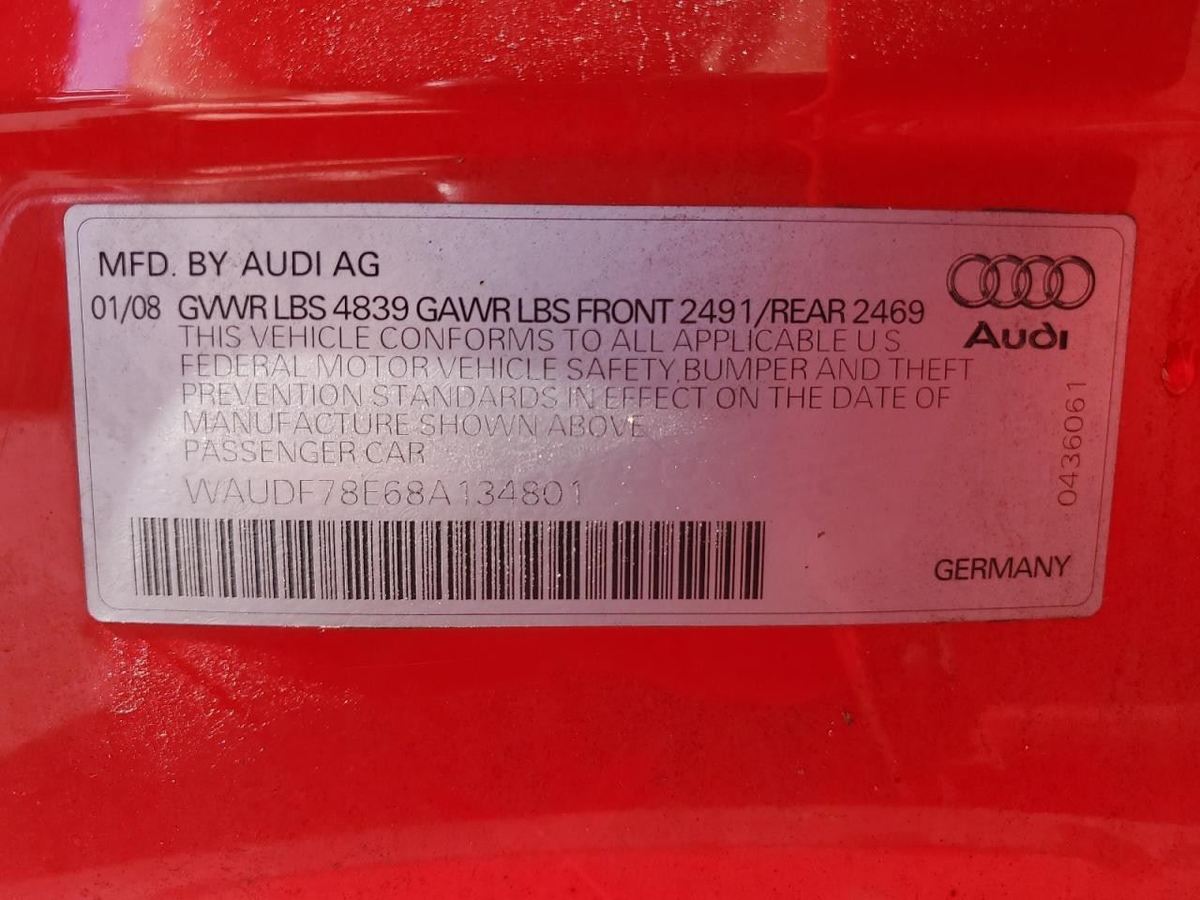 MFD. BY AUDI AG
01/08 GVWR LBS 4839 GAWR LBS FRONT 2491/REAR 2469
THIS VEHICLE CONFORMS TO ALL APPLICABLE U S
FEDERAL MOTOR VEHICLE SAFETY, BUMPER AND THEFT
PREVENTION STANDARDS IN EFFECT ON THE DATE OF
MANUFACTURE SHOWN ABOVE
PASSENGER CAR
WAUDF78E68A134801
Audi
0436061
GERMANY